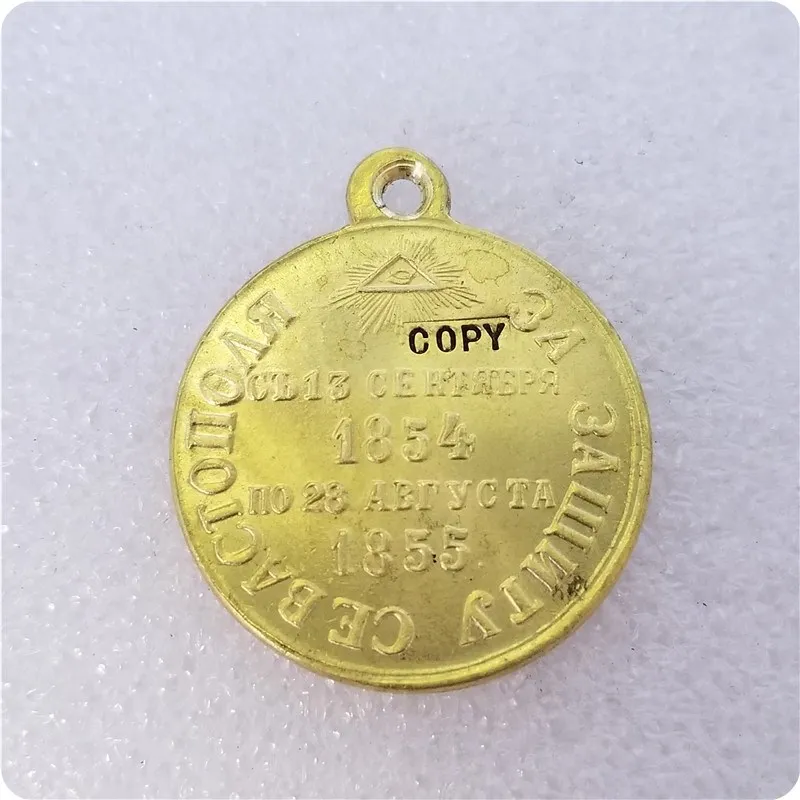 ЗА ЗАЩИТУ СЕВАСТОПОЛЯ
COPY
СЪ 13 СЕНТЯБРЯ
1854
ПО 28 АВГУСТА
1855.